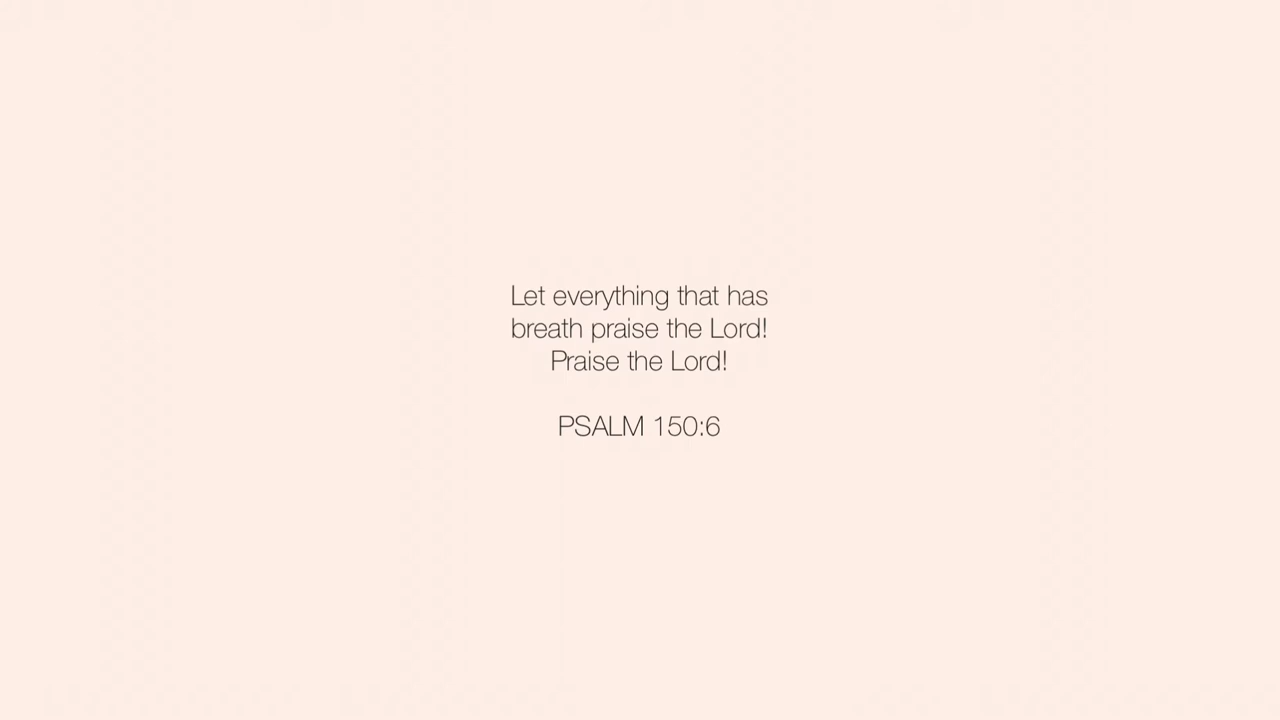 Let everything that has
breath praise the Lord!
Praise the Lord!
PSALM 150:6